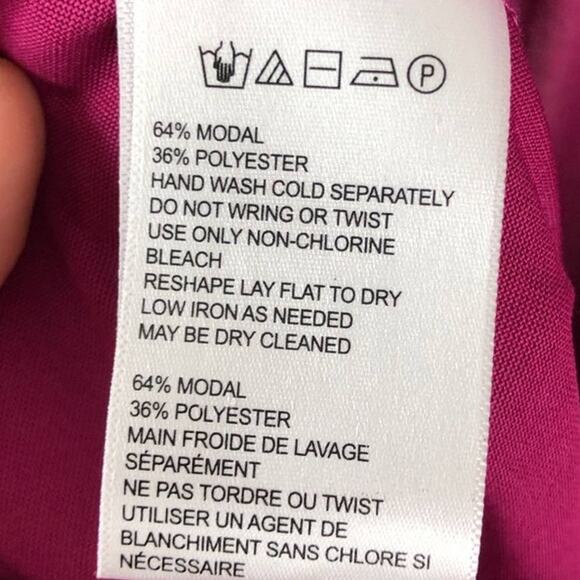 P
64% MODAL
36% POLYESTER
HAND WASH COLD SEPARATELY
DO NOT WRING OR TWIST
USE ONLY NON-CHLORINE
BLEACH
RESHAPE LAY FLAT TO DRY
LOW IRON AS NEEDED
MAY BE DRY CLEANED
64% MODAL
36% POLYESTER
MAIN FROIDE DE LAVAGE
SÉPARÉMENT
NE PAS TORDRE OU TWIST
UTILISER UN AGENT DE
BLANCHIMENT SANS CHLORE SI
NÉCESSAIRE